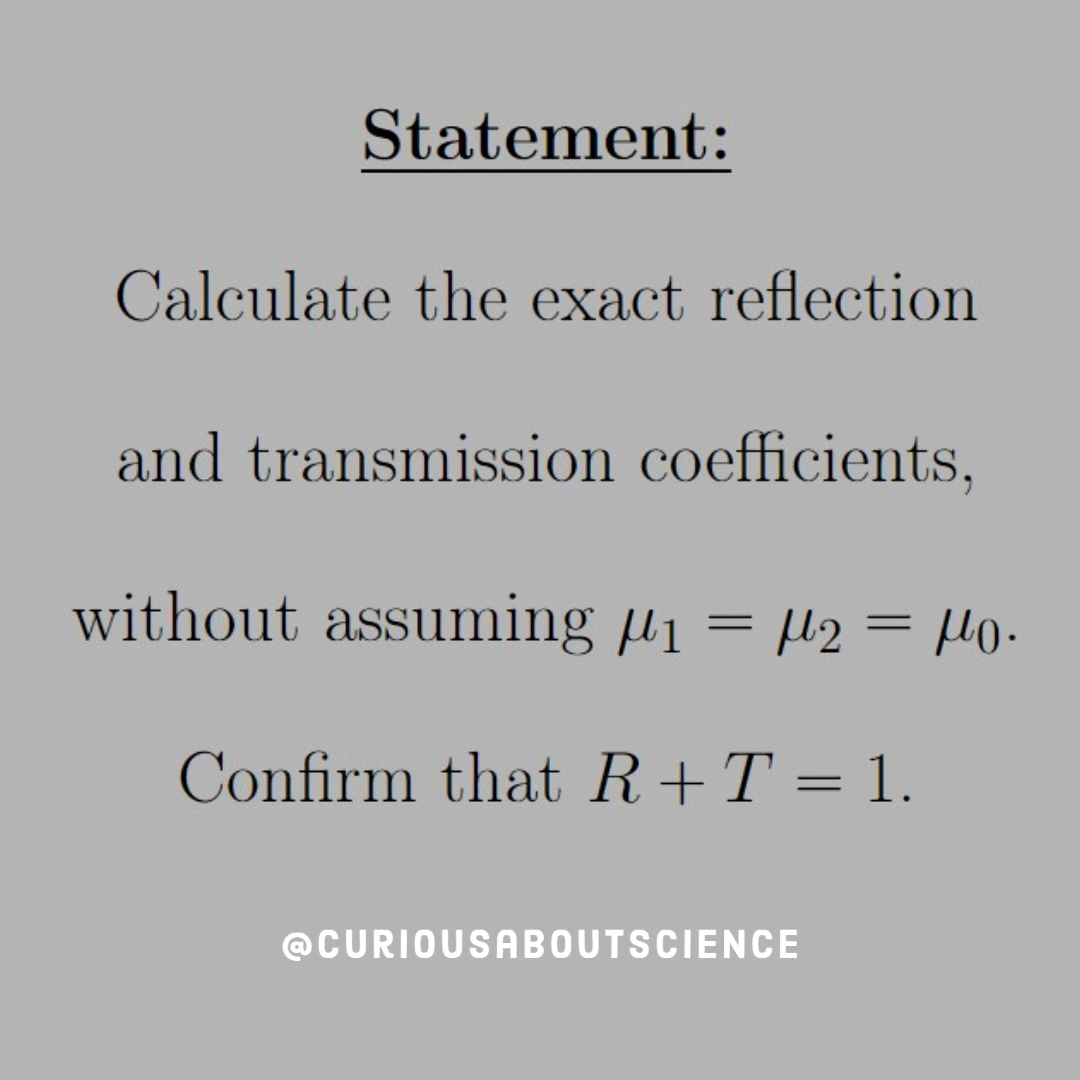 Statement:
Calculate the exact reflection
and transmission coefficients,
without assuming μ₁ = μ₂ = μ₀.
Confirm that R + T = 1.
@CURIOUSABOUTSCIENCE